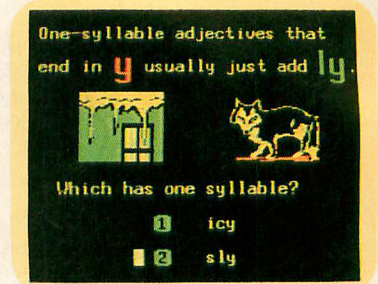 One-syllable adjectives that
end in y usually just add ly.
Which has one syllable?
1 icy
2 sly